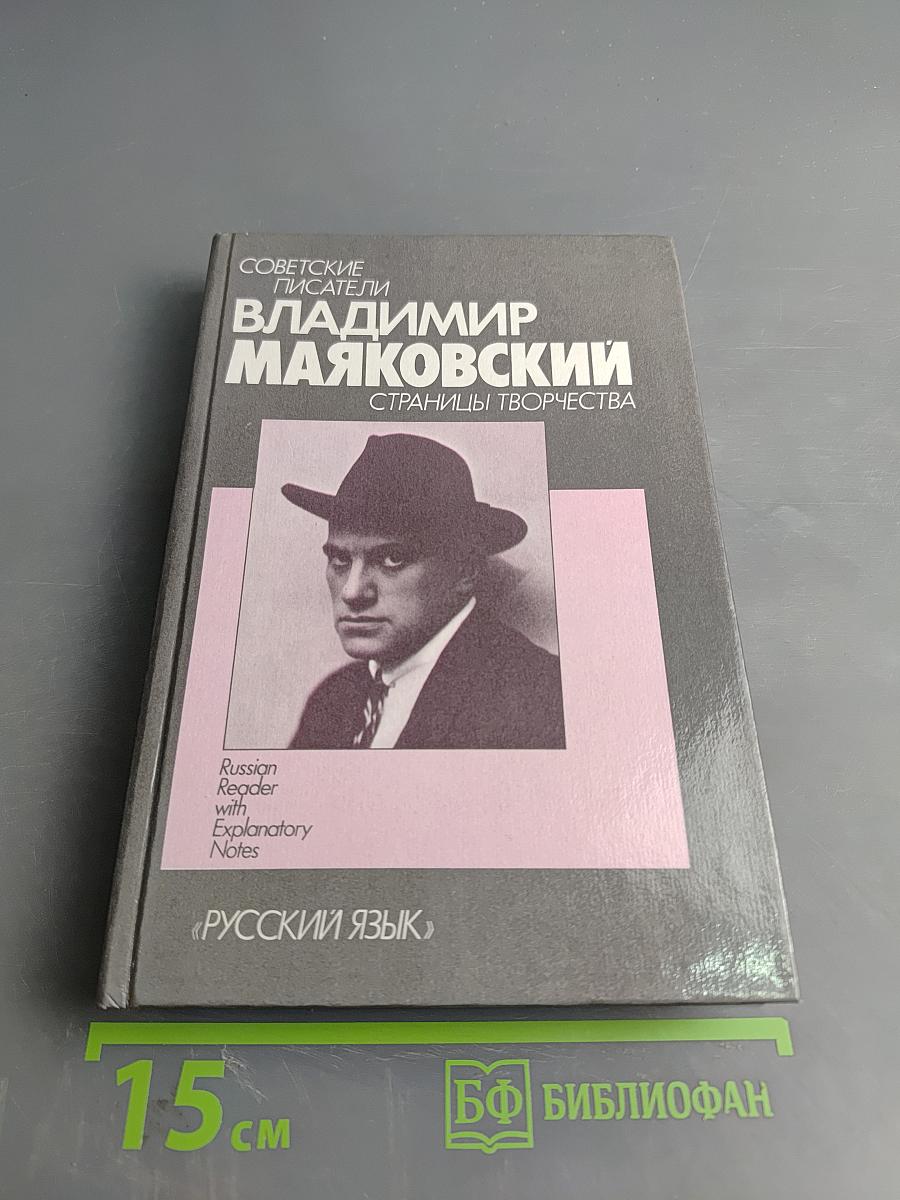 СОВЕТСКИЕ
ПИСАТЕЛИ
ВЛАДИМИР
МАЯКОВСКИЙ
СТРАНИЦЫ ТВОРЧЕСТВА
Russian
Reader
with
Explanatory
Notes
«РУССКИЙ ЯЗЫК»
15 см
БФ БИБЛИОФАН